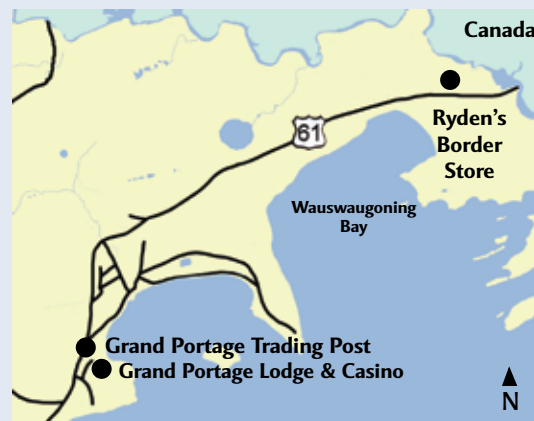 Canada
61
Ryden's
Border
Store
Wauswaugoning
Bay
Grand Portage Trading Post
Grand Portage Lodge & Casino
N